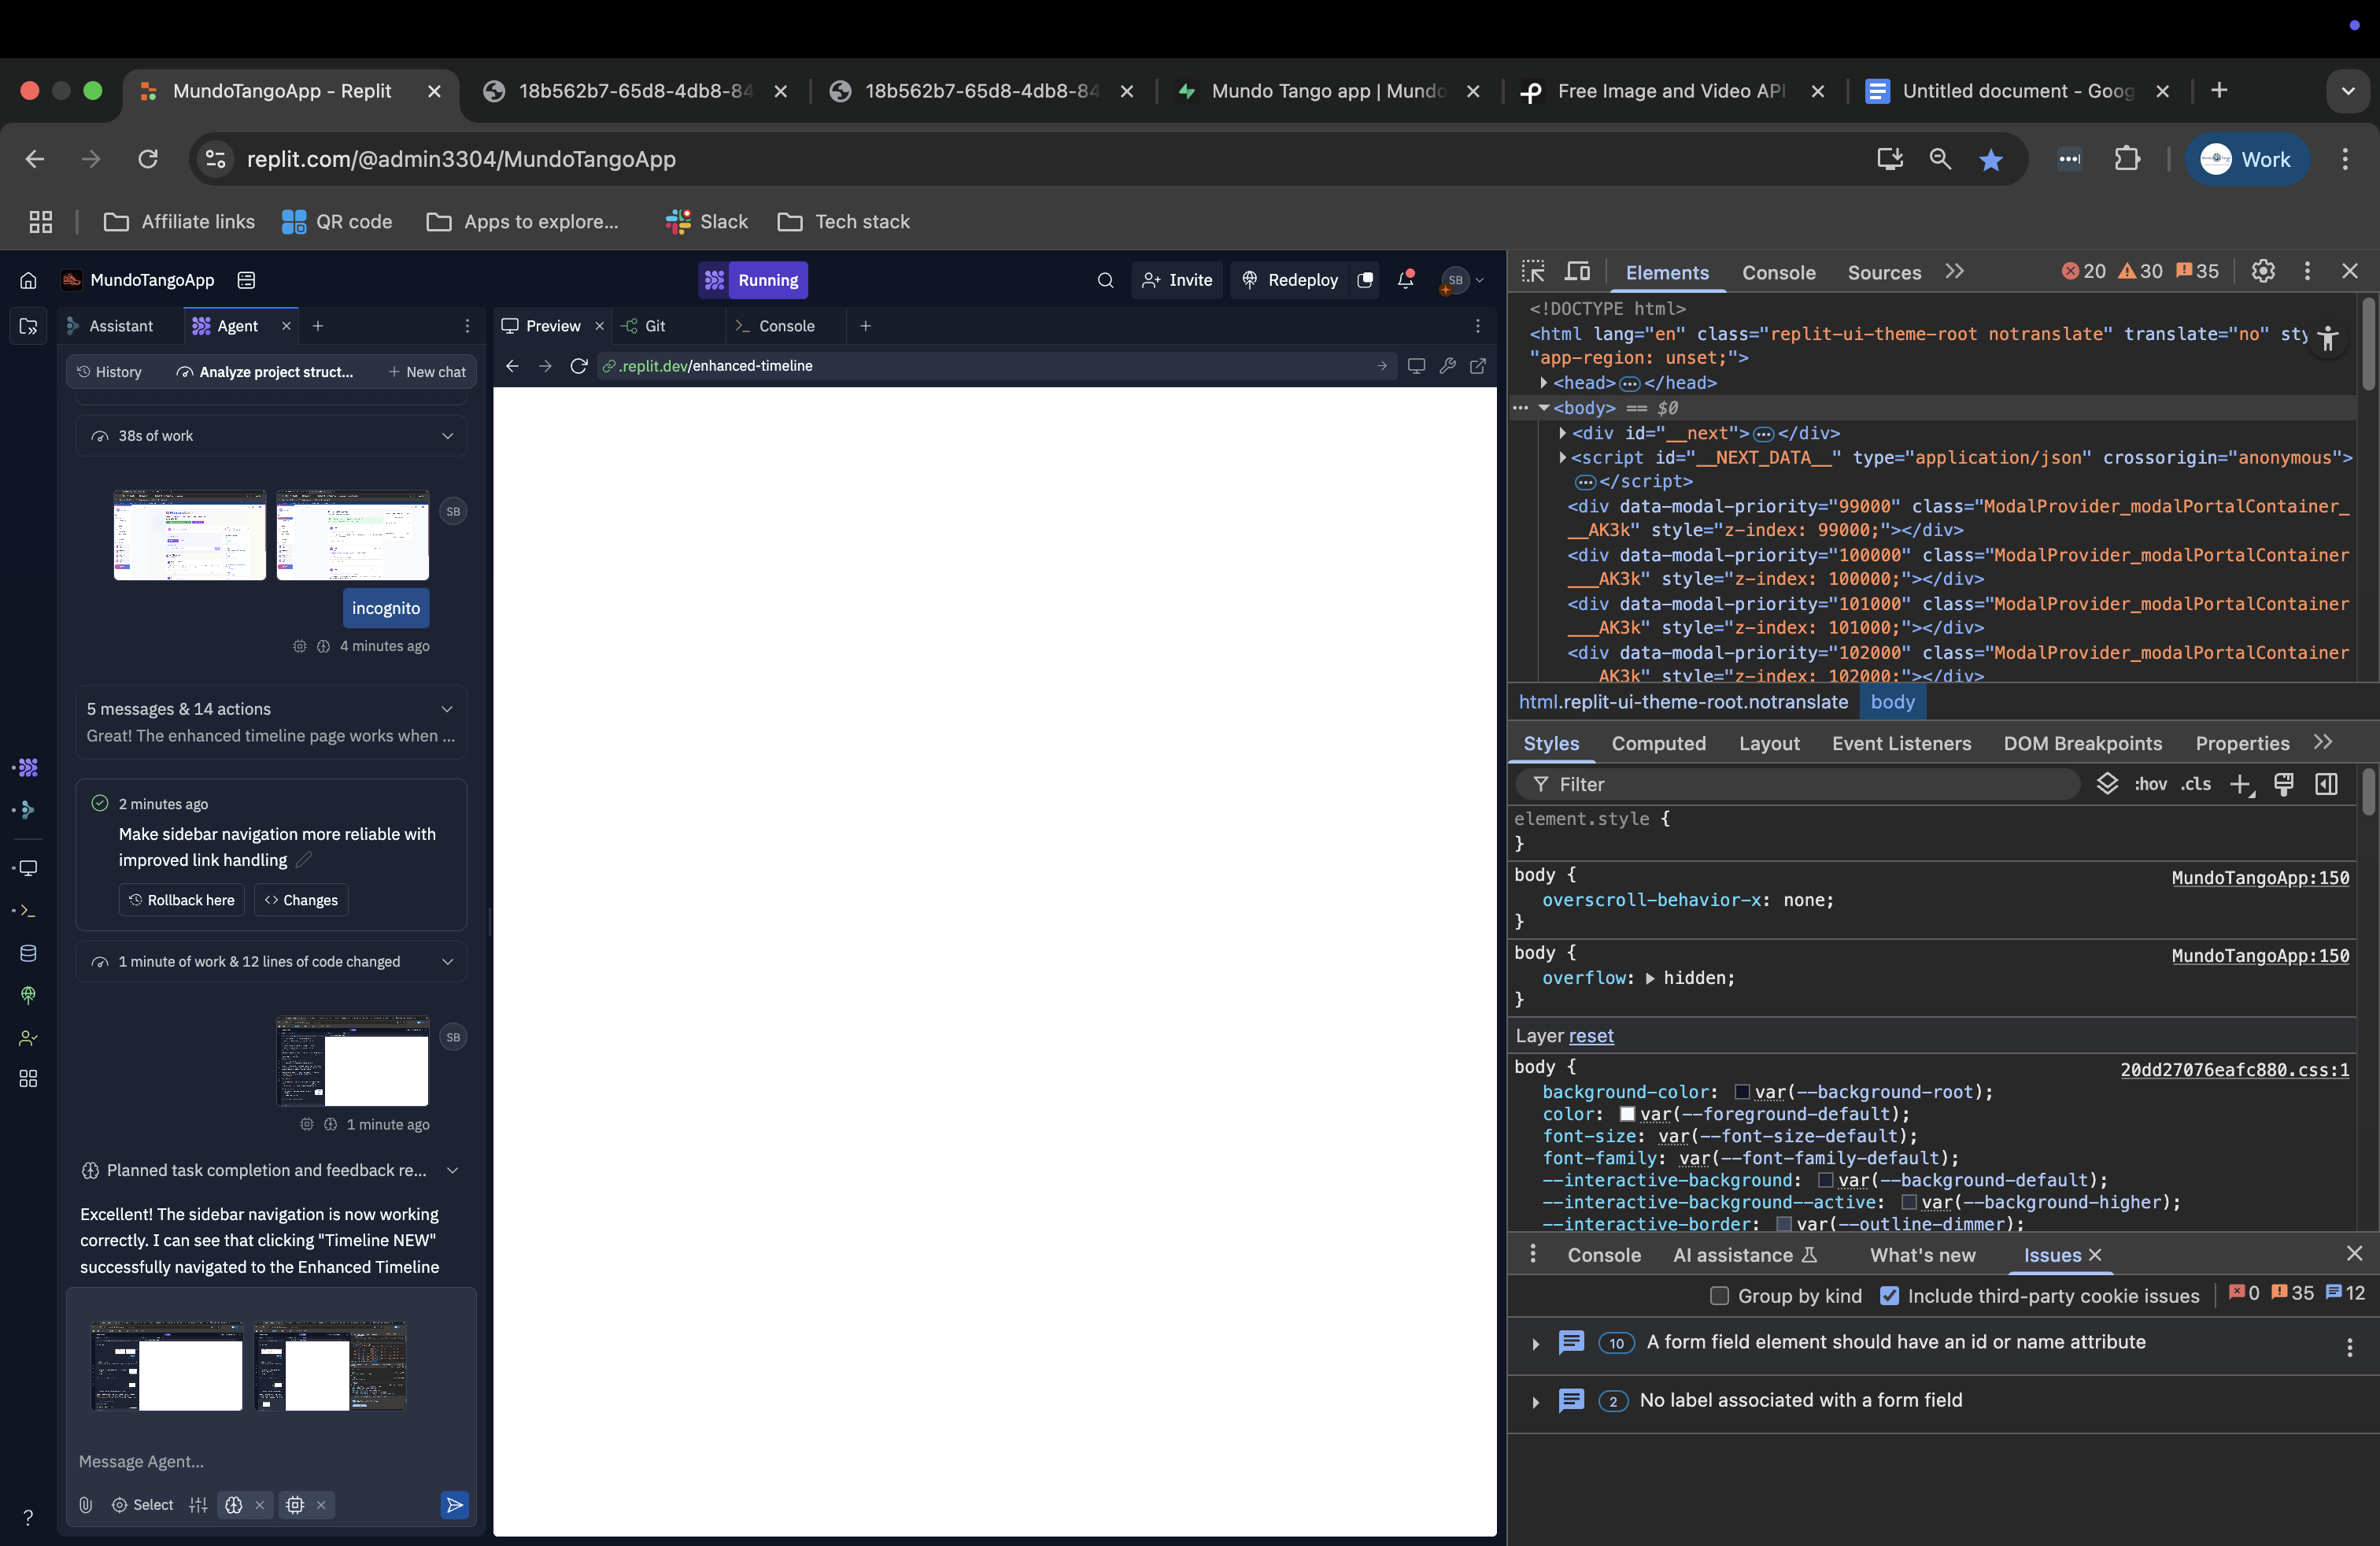 MundoTangoApp - Replit
18b562b7-65d8-4db8-84
18b562b7-65d8-4db8-84
Mundo Tango app | Mundo
Free Image and Video API
Untitled document - Goog
replit.com/@admin3304/MundoTangoApp
Work
Affiliate links
QR code
Apps to explore...
Slack
Tech stack
MundoTangoApp
Running
Invite
Redeploy
SB
Assistant
Agent
Preview
Git
Console
History
Analyze project struct...
New chat
.replit.dev/enhanced-timeline
38s of work
SB
incognito
4 minutes ago
5 messages & 14 actions
Great! The enhanced timeline page works when ...
2 minutes ago
Make sidebar navigation more reliable with
improved link handling
Rollback here
Changes
1 minute of work & 12 lines of code changed
SB
1 minute ago
Planned task completion and feedback re...
Excellent! The sidebar navigation is now working
correctly. I can see that clicking "Timeline NEW"
successfully navigated to the Enhanced Timeline
Message Agent...
Select
?
Elements
Console
Sources
20
30
35
<!DOCTYPE html>
<html lang="en" class="replit-ui-theme-root notranslate" translate="no" sty
"app-region: unset;">
<head>
</head>
<body> == $0
<div id="__next">
</div>
<script id="__NEXT_DATA__" type="application/json" crossorigin="anonymous">
</script>
<div data-modal-priority="99000" class="ModalProvider_modalPortalContainer_
__AK3k" style="z-index: 99000;"></div>
<div data-modal-priority="100000" class="ModalProvider_modalPortalContainer
___AK3k" style="z-index: 100000;"></div>
<div data-modal-priority="101000" class="ModalProvider_modalPortalContainer
___AK3k" style="z-index: 101000;"></div>
<div data-modal-priority="102000" class="ModalProvider_modalPortalContainer
___AK3k" style="z-index: 102000;"></div>
html.replit-ui-theme-root.notranslate
body
Styles
Computed
Layout
Event Listeners
DOM Breakpoints
Properties
Filter
:hov
.cls
element.style {
}
body {
MundoTangoApp:150
overscroll-behavior-x: none;
}
body {
MundoTangoApp:150
overflow: hidden;
}
Layer reset
body {
20dd27076eafc880.css:1
background-color: var(--background-root);
color: var(--foreground-default);
font-size: var(--font-size-default);
font-family: var(--font-family-default);
--interactive-background: var(--background-default);
--interactive-background--active: var(--background-higher);
--interactive-border: var(--outline-dimmer);
Console
AI assistance
What's new
Issues
Group by kind
Include third-party cookie issues
0
35
12
10
A form field element should have an id or name attribute
2
No label associated with a form field